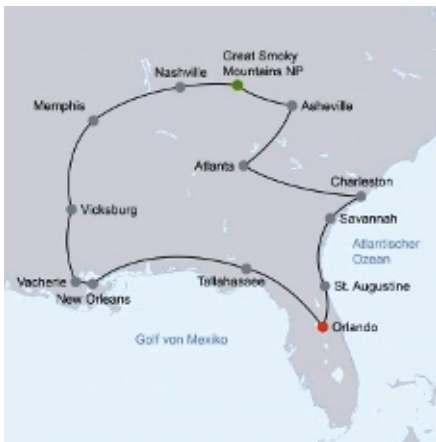 Great Smoky
Mountains NP
Nashville
Memphis
Asheville
Atlanta
Charleston
Vicksburg
Savannah
Atlantischer
Ozean
Vacherie
New Orleans
Tallahassee
St. Augustine
Orlando
Golf von Mexiko